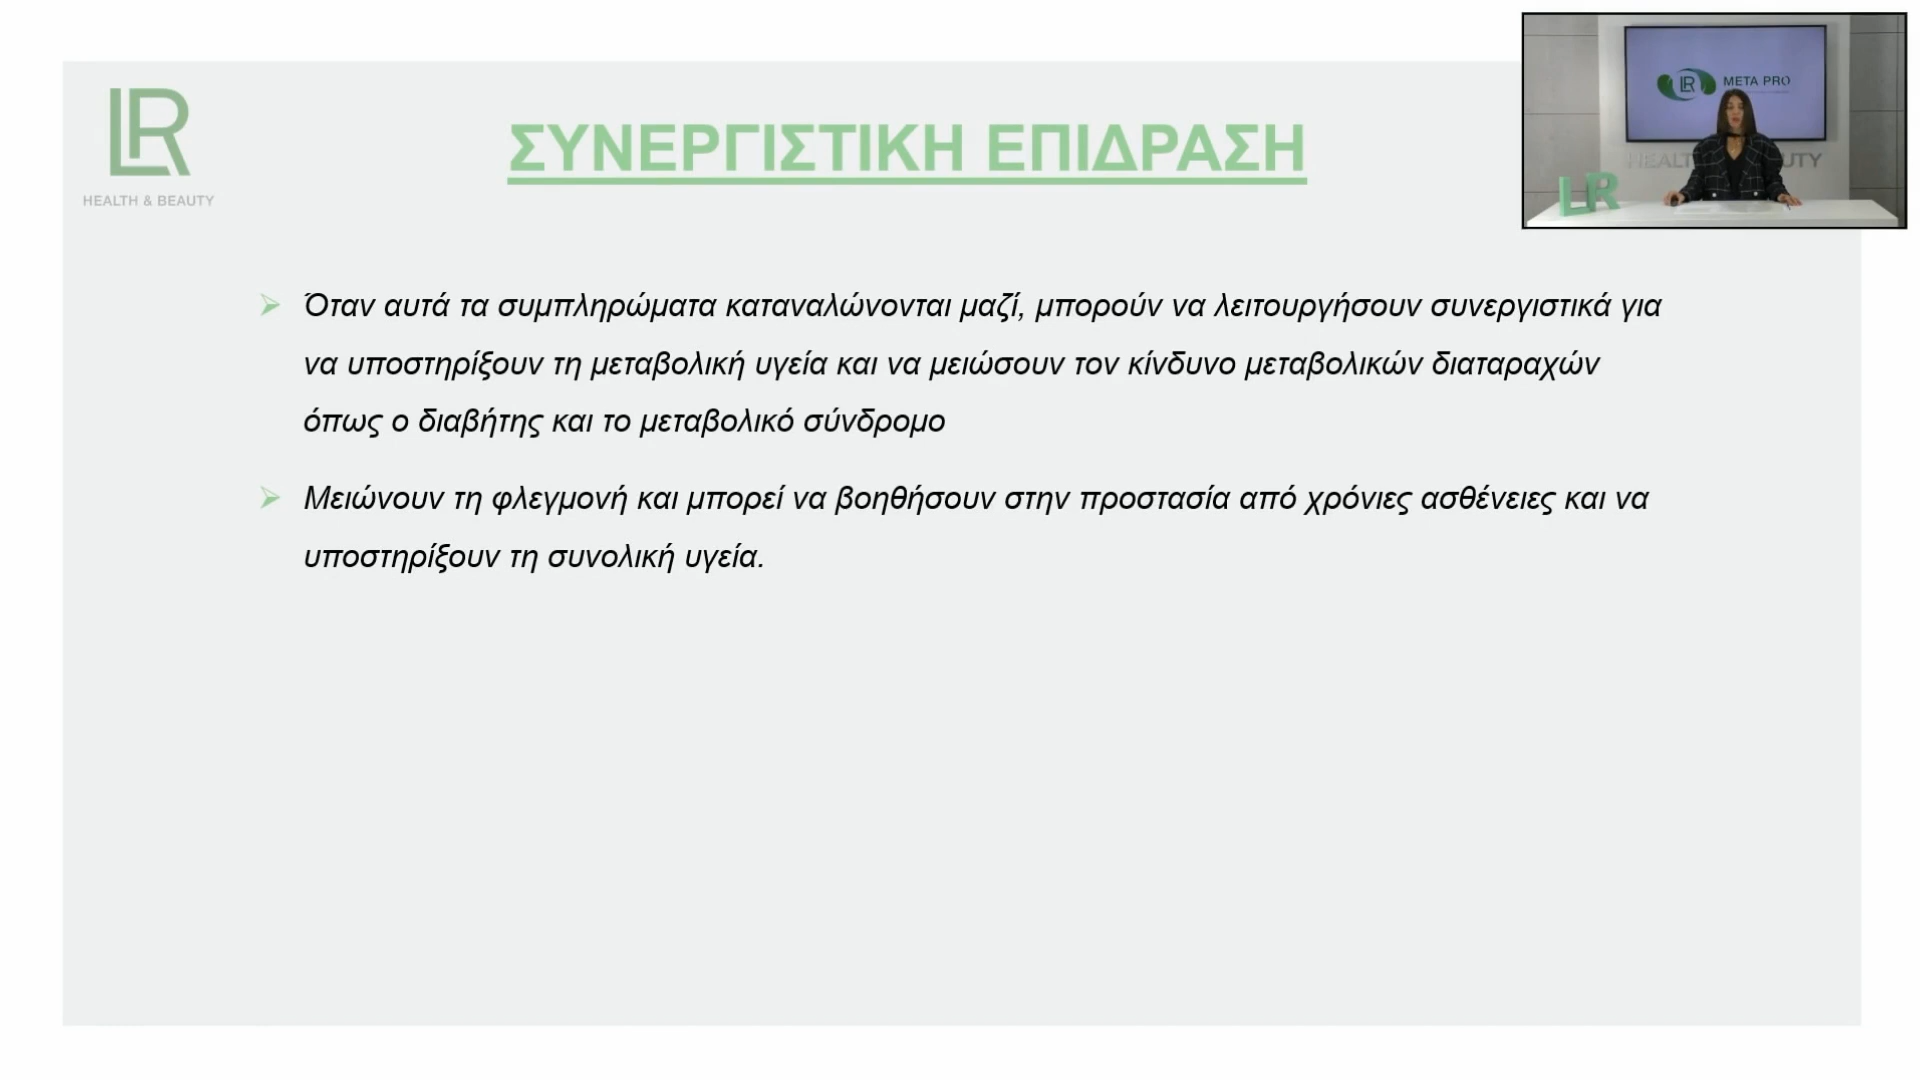 LR
HEALTH & BEAUTY
ΣΥΝΕΡΓΙΣΤΙΚΗ ΕΠΙΔΡΑΣΗ
LR META PRO
HEALT UTY
LR
Όταν αυτά τα συμπληρώματα καταναλώνονται μαζί, μπορούν να λειτουργήσουν συνεργιστικά για
να υποστηρίξουν τη μεταβολική υγεία και να μειώσουν τον κίνδυνο μεταβολικών διαταραχών
όπως ο διαβήτης και το μεταβολικό σύνδρομο
Μειώνουν τη φλεγμονή και μπορεί να βοηθήσουν στην προστασία από χρόνιες ασθένειες και να
υποστηρίξουν τη συνολική υγεία.